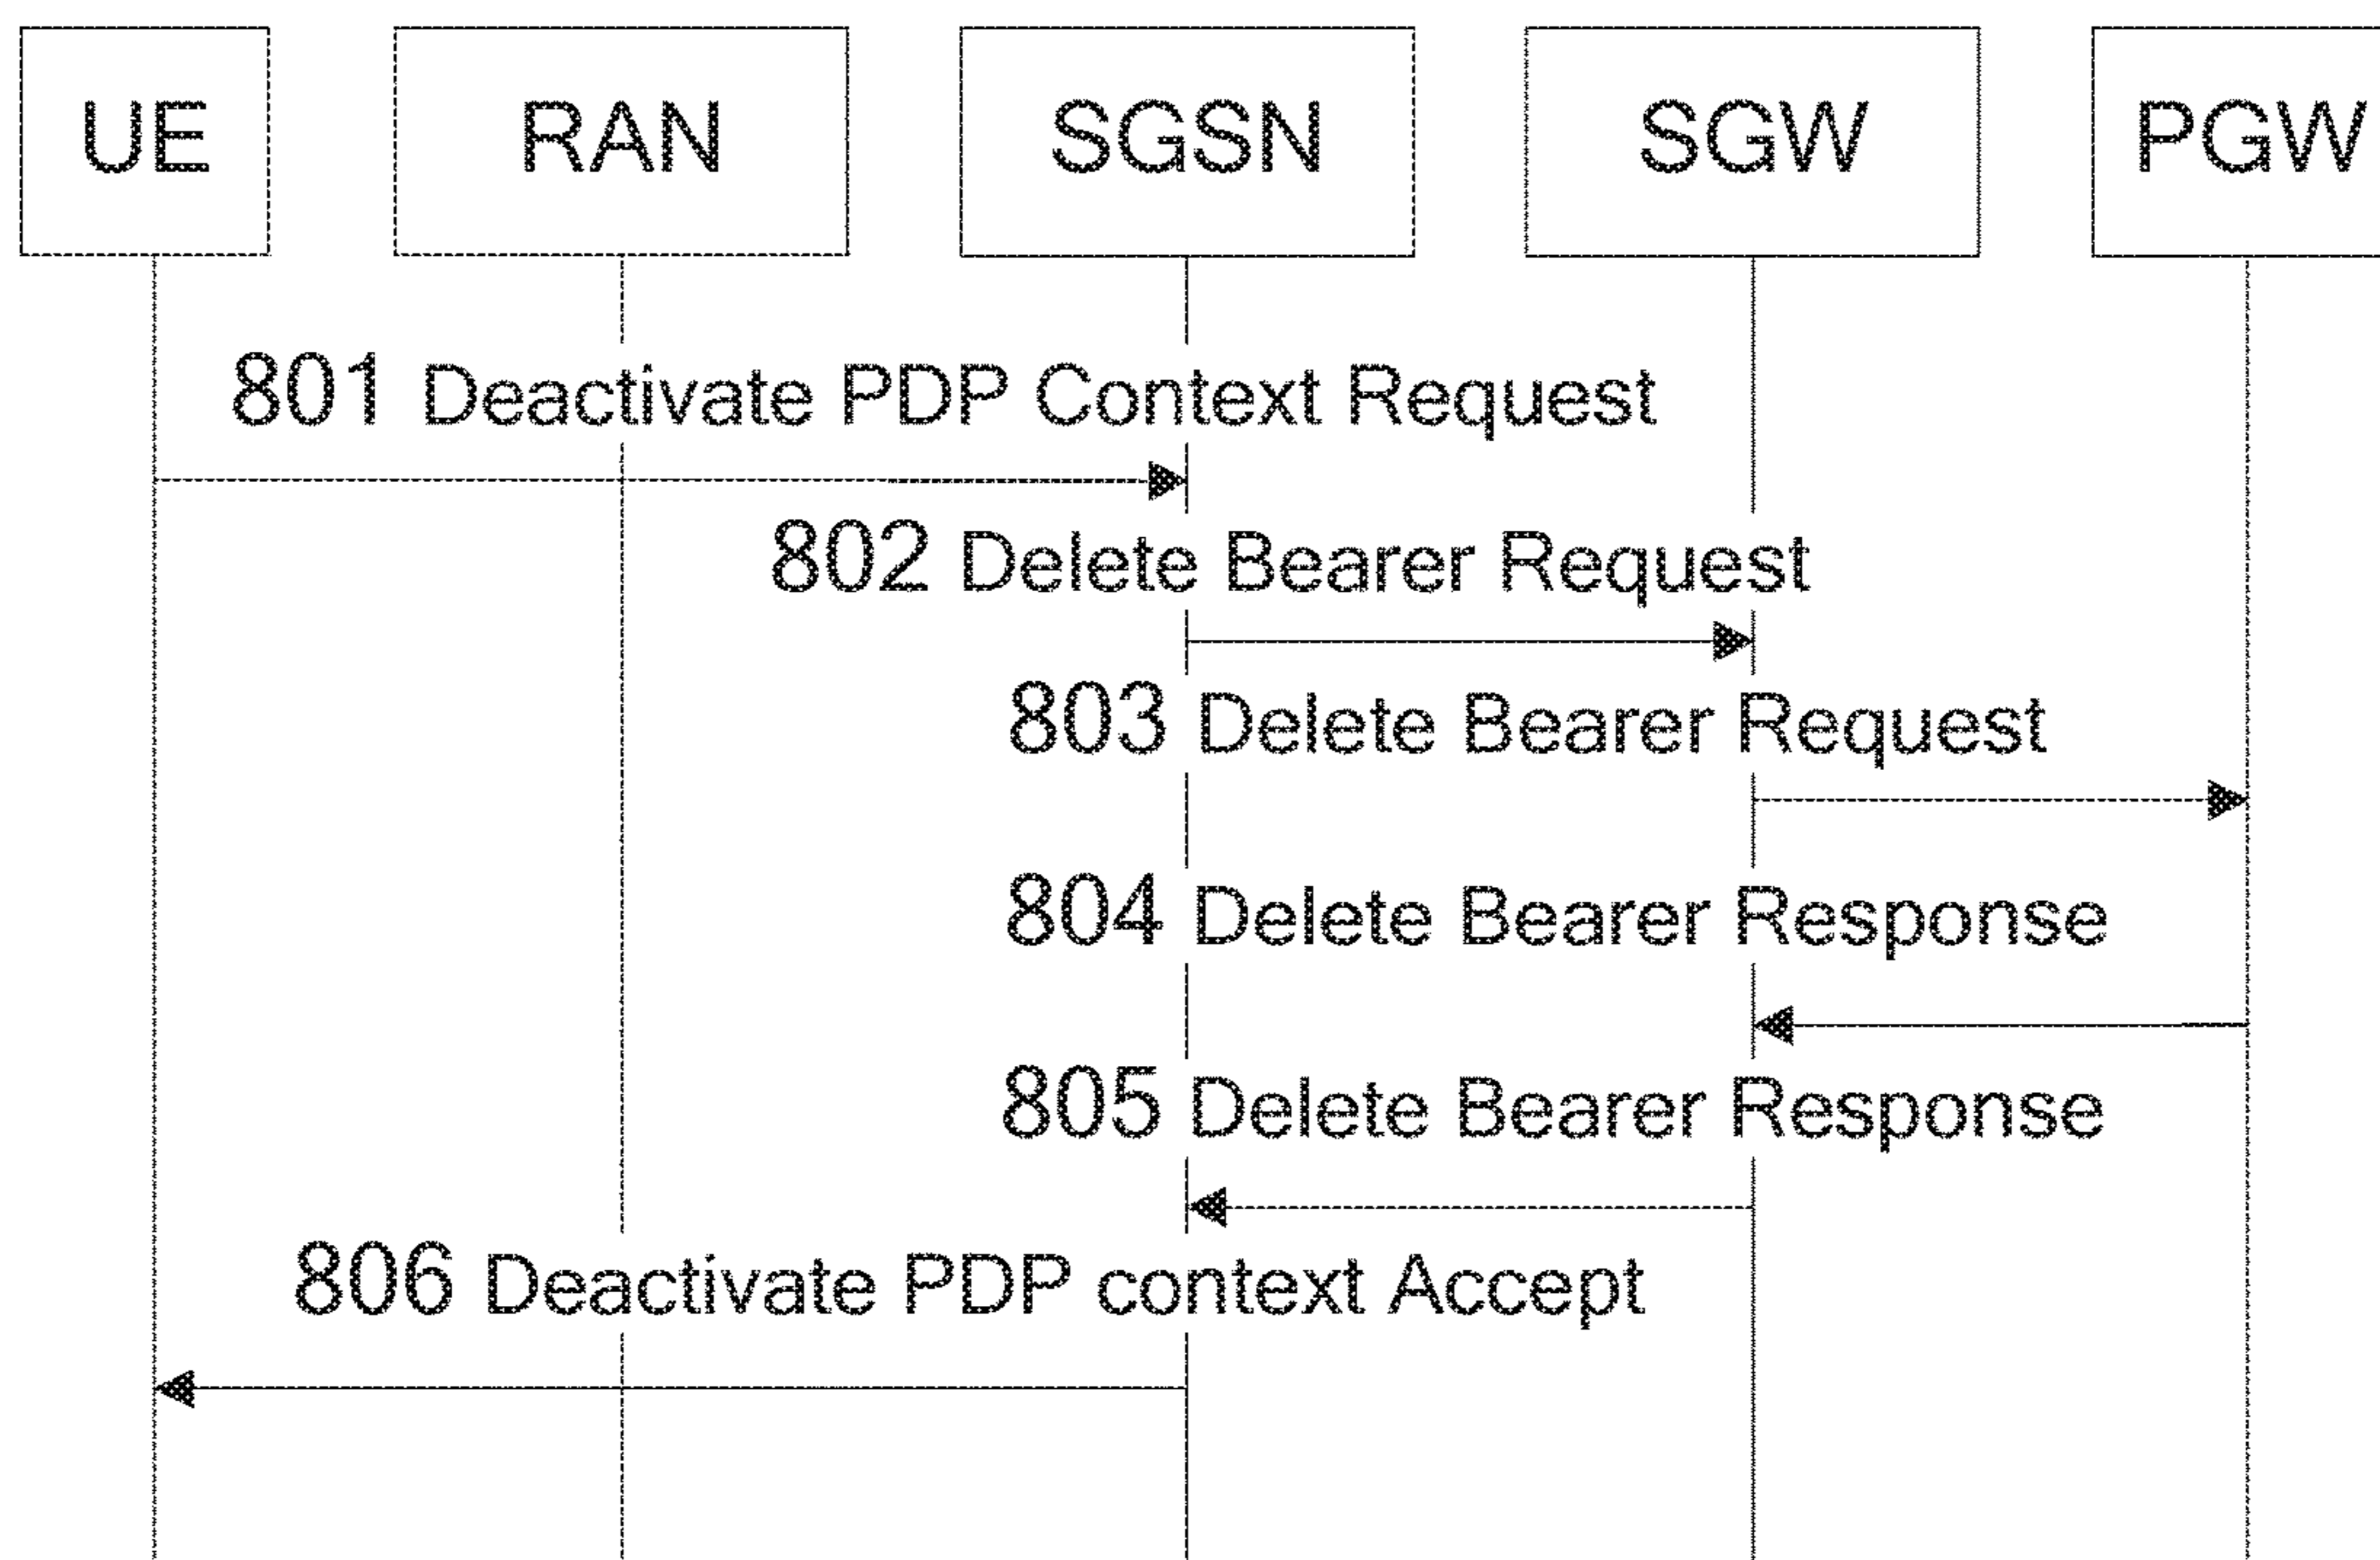 UE RAN SGSN SGW PGW
801 Deactivate PDP Context Request
802 Delete Bearer Request
803 Delete Bearer Request
804 Delete Bearer Response
805 Delete Bearer Response
806 Deactivate PDP context Accept